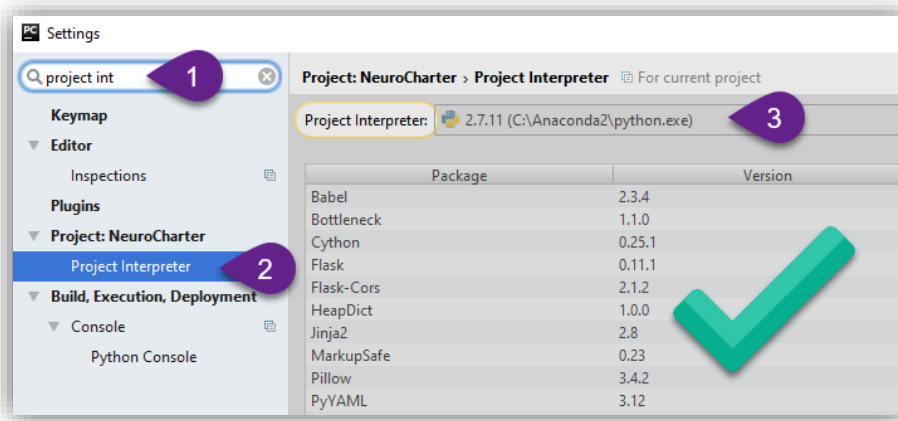 PC Settings
project int 1
Keymap
Editor
Inspections
Plugins
Project: NeuroCharter
Project Interpreter 2
Build, Execution, Deployment
Console
Python Console
Project: NeuroCharter › Project Interpreter For current project
Project Interpreter: 2.7.11 (C:\Anaconda2\python.exe) 3
Package Version
Babel 2.3.4
Bottleneck 1.1.0
Cython 0.25.1
Flask 0.11.1
Flask-Cors 2.1.2
HeapDict 1.0.0
Jinja2 2.8
MarkupSafe 0.23
Pillow 3.4.2
PyYAML 3.12